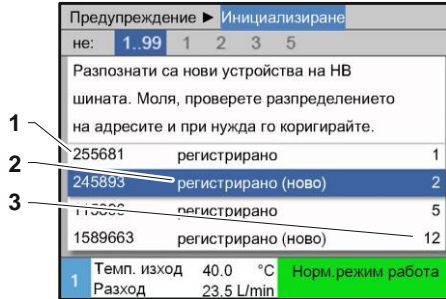 Предупреждение ► Инициализиране
не: 1..99 1 2 3 5
Разпознати са нови устройства на НВ
шината. Моля, проверете разпределението
на адресите и при нужда го коригирайте.
1
255681 регистрирано 1
2
245893 регистрирано (ново) 2
3
регистрирано 5
1589663 регистрирано (ново) 12
1 Темп. изход 40.0 °C Норм.режим работа
Разход 23.5 L/min